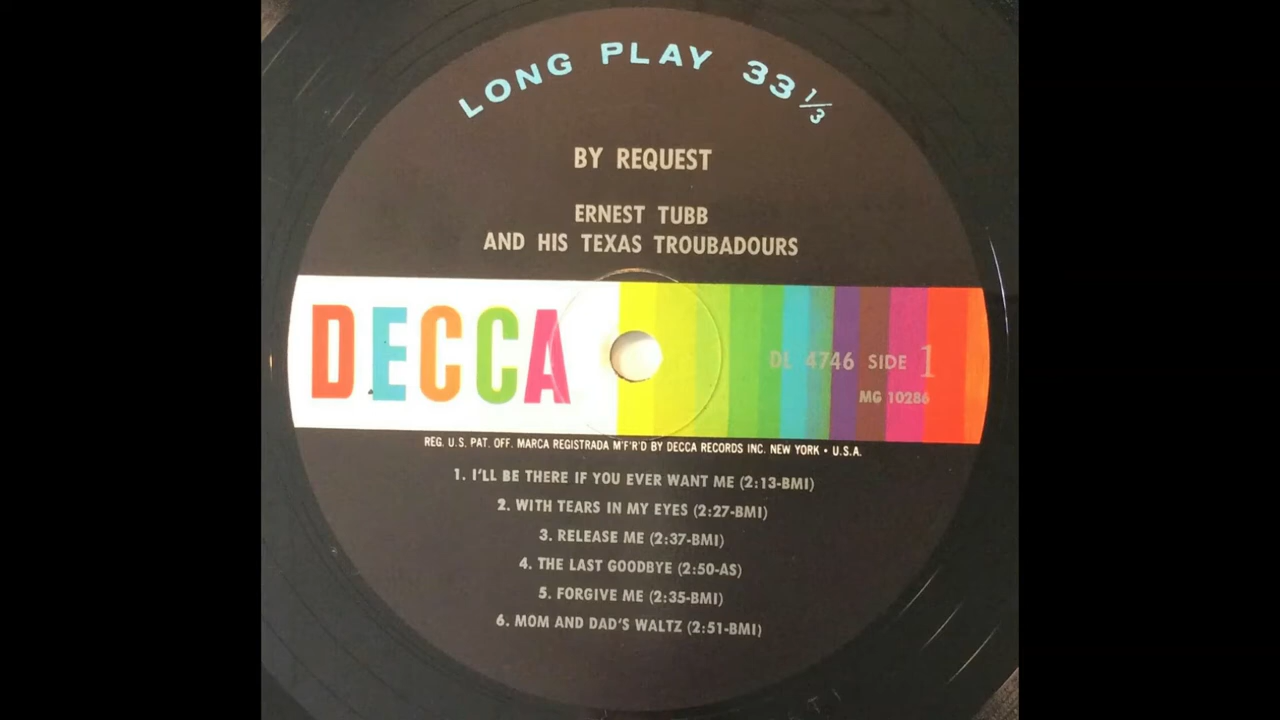 LONG PLAY 33 1/3
BY REQUEST
ERNEST TUBB
AND HIS TEXAS TROUBADOURS
DECCA
DL 4746 SIDE 1
MG 10286
REG. U.S. PAT. OFF. MARCA REGISTRADA M'F'R'D BY DECCA RECORDS INC. NEW YORK • U.S.A.
1. I'LL BE THERE IF YOU EVER WANT ME (2:13-BMI)
2. WITH TEARS IN MY EYES (2:27-BMI)
3. RELEASE ME (2:37-BMI)
4. THE LAST GOODBYE (2:50-AS)
5. FORGIVE ME (2:35-BMI)
6. MOM AND DAD'S WALTZ (2:51-BMI)